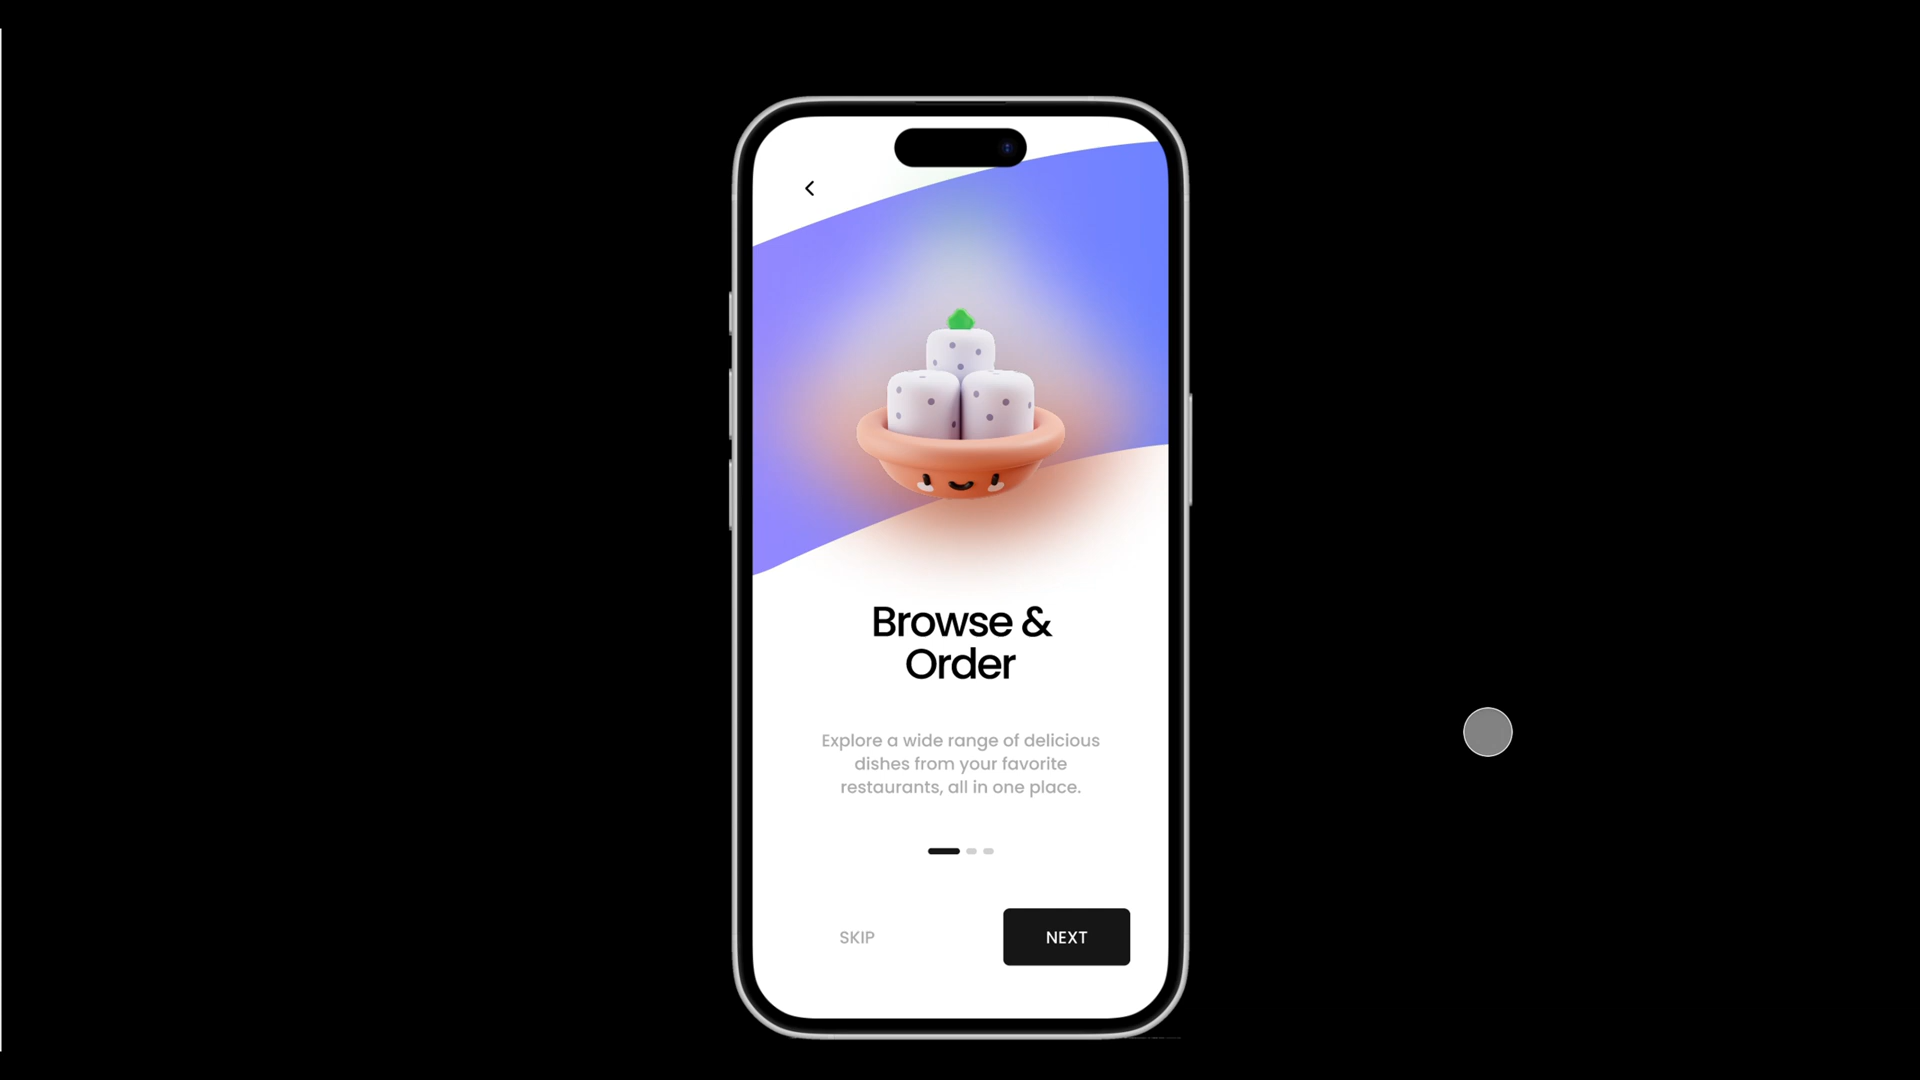 Browse &
Order
Explore a wide range of delicious
dishes from your favorite
restaurants, all in one place.
SKIP
NEXT